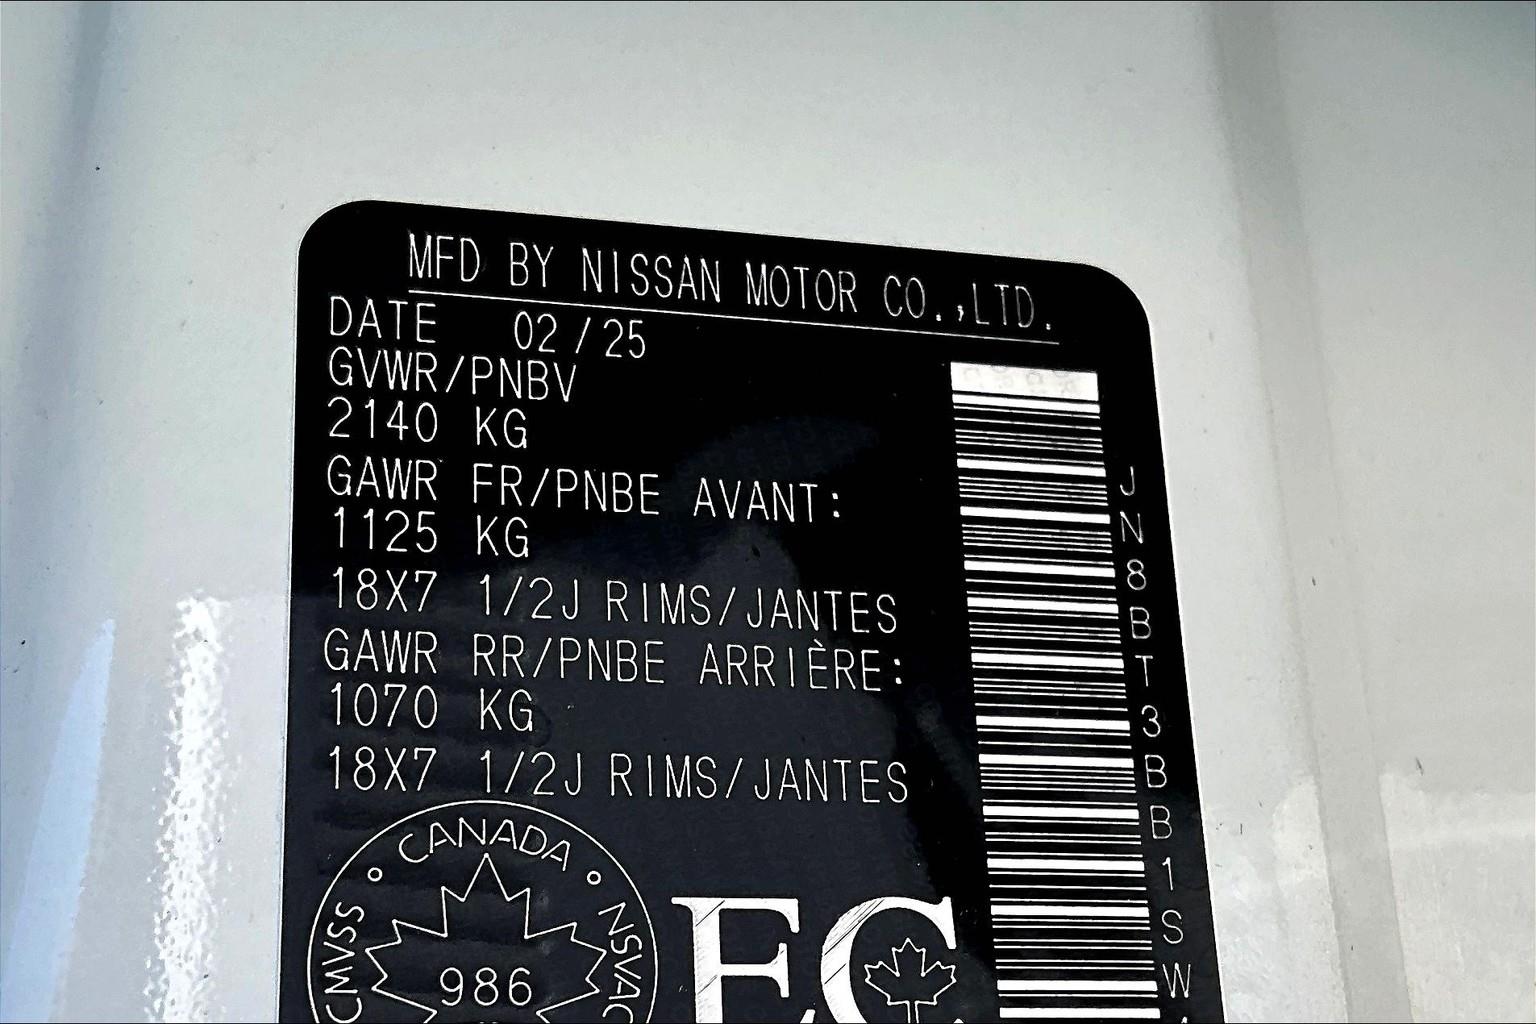 MFD BY NISSAN MOTOR CO.,LTD.
DATE 02/25
GVWR/PNBV
2140 KG
GAWR FR/PNBE AVANT:
1125 KG
18X7 1/2J RIMS/JANTES
GAWR RR/PNBE ARRIÈRE:
1070 KG
18X7 1/2J RIMS/JANTES
CANADA
CMVSS
NSVAC
986
EC
JN8BT3BB1SW